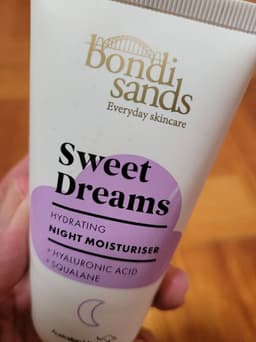 bondi
sands
Everyday skincare
Sweet
Dreams
HYDRATING
NIGHT MOISTURISER
+ HYALURONIC ACID
+ SQUALANE